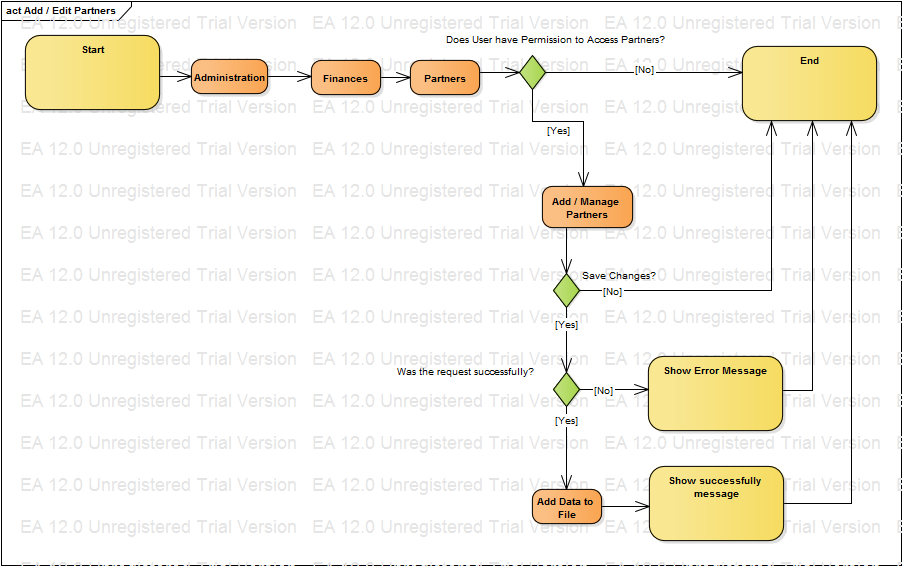 act Add / Edit Partners
EA 12.0 Unregistered Trial Version
Does User have Permission to Access Partners?
Start
Administration
Finances
Partners
[No]
End
[Yes]
Add / Manage
Partners
Save Changes?
[No]
[Yes]
Was the request successfully?
[No]
Show Error Message
[Yes]
Add Data to
File
Show successfully
message